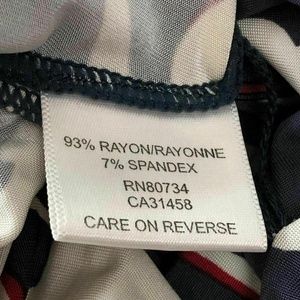 93% RAYON/RAYONNE
7% SPANDEX
RN80734
CA31458
CARE ON REVERSE